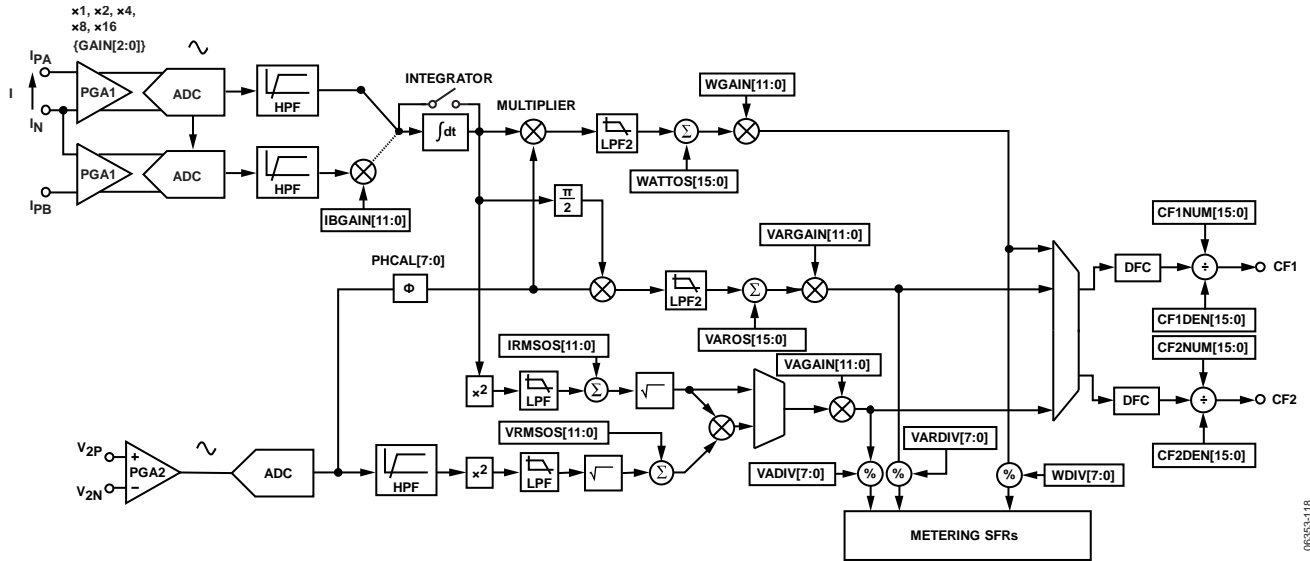 ×1, ×2, ×4,
×8, ×16
{GAIN[2:0]}
I
IPA
IN
IPB
PGA1
ADC
HPF
PGA1
ADC
HPF
IBGAIN[11:0]
INTEGRATOR
∫dt
MULTIPLIER
LPF2
Σ
WATTOS[15:0]
WGAIN[11:0]
π
2
PHCAL[7:0]
Φ
LPF2
Σ
VAROS[15:0]
VARGAIN[11:0]
IRMSOS[11:0]
×2
LPF
Σ
√
VAGAIN[11:0]
VRMSOS[11:0]
V2P
V2N
+
−
PGA2
ADC
HPF
×2
LPF
√
Σ
VADIV[7:0]
%
%
VARDIV[7:0]
%
WDIV[7:0]
METERING SFRs
CF1NUM[15:0]
DFC
÷
CF1
CF1DEN[15:0]
CF2NUM[15:0]
DFC
÷
CF2
CF2DEN[15:0]
06353-118